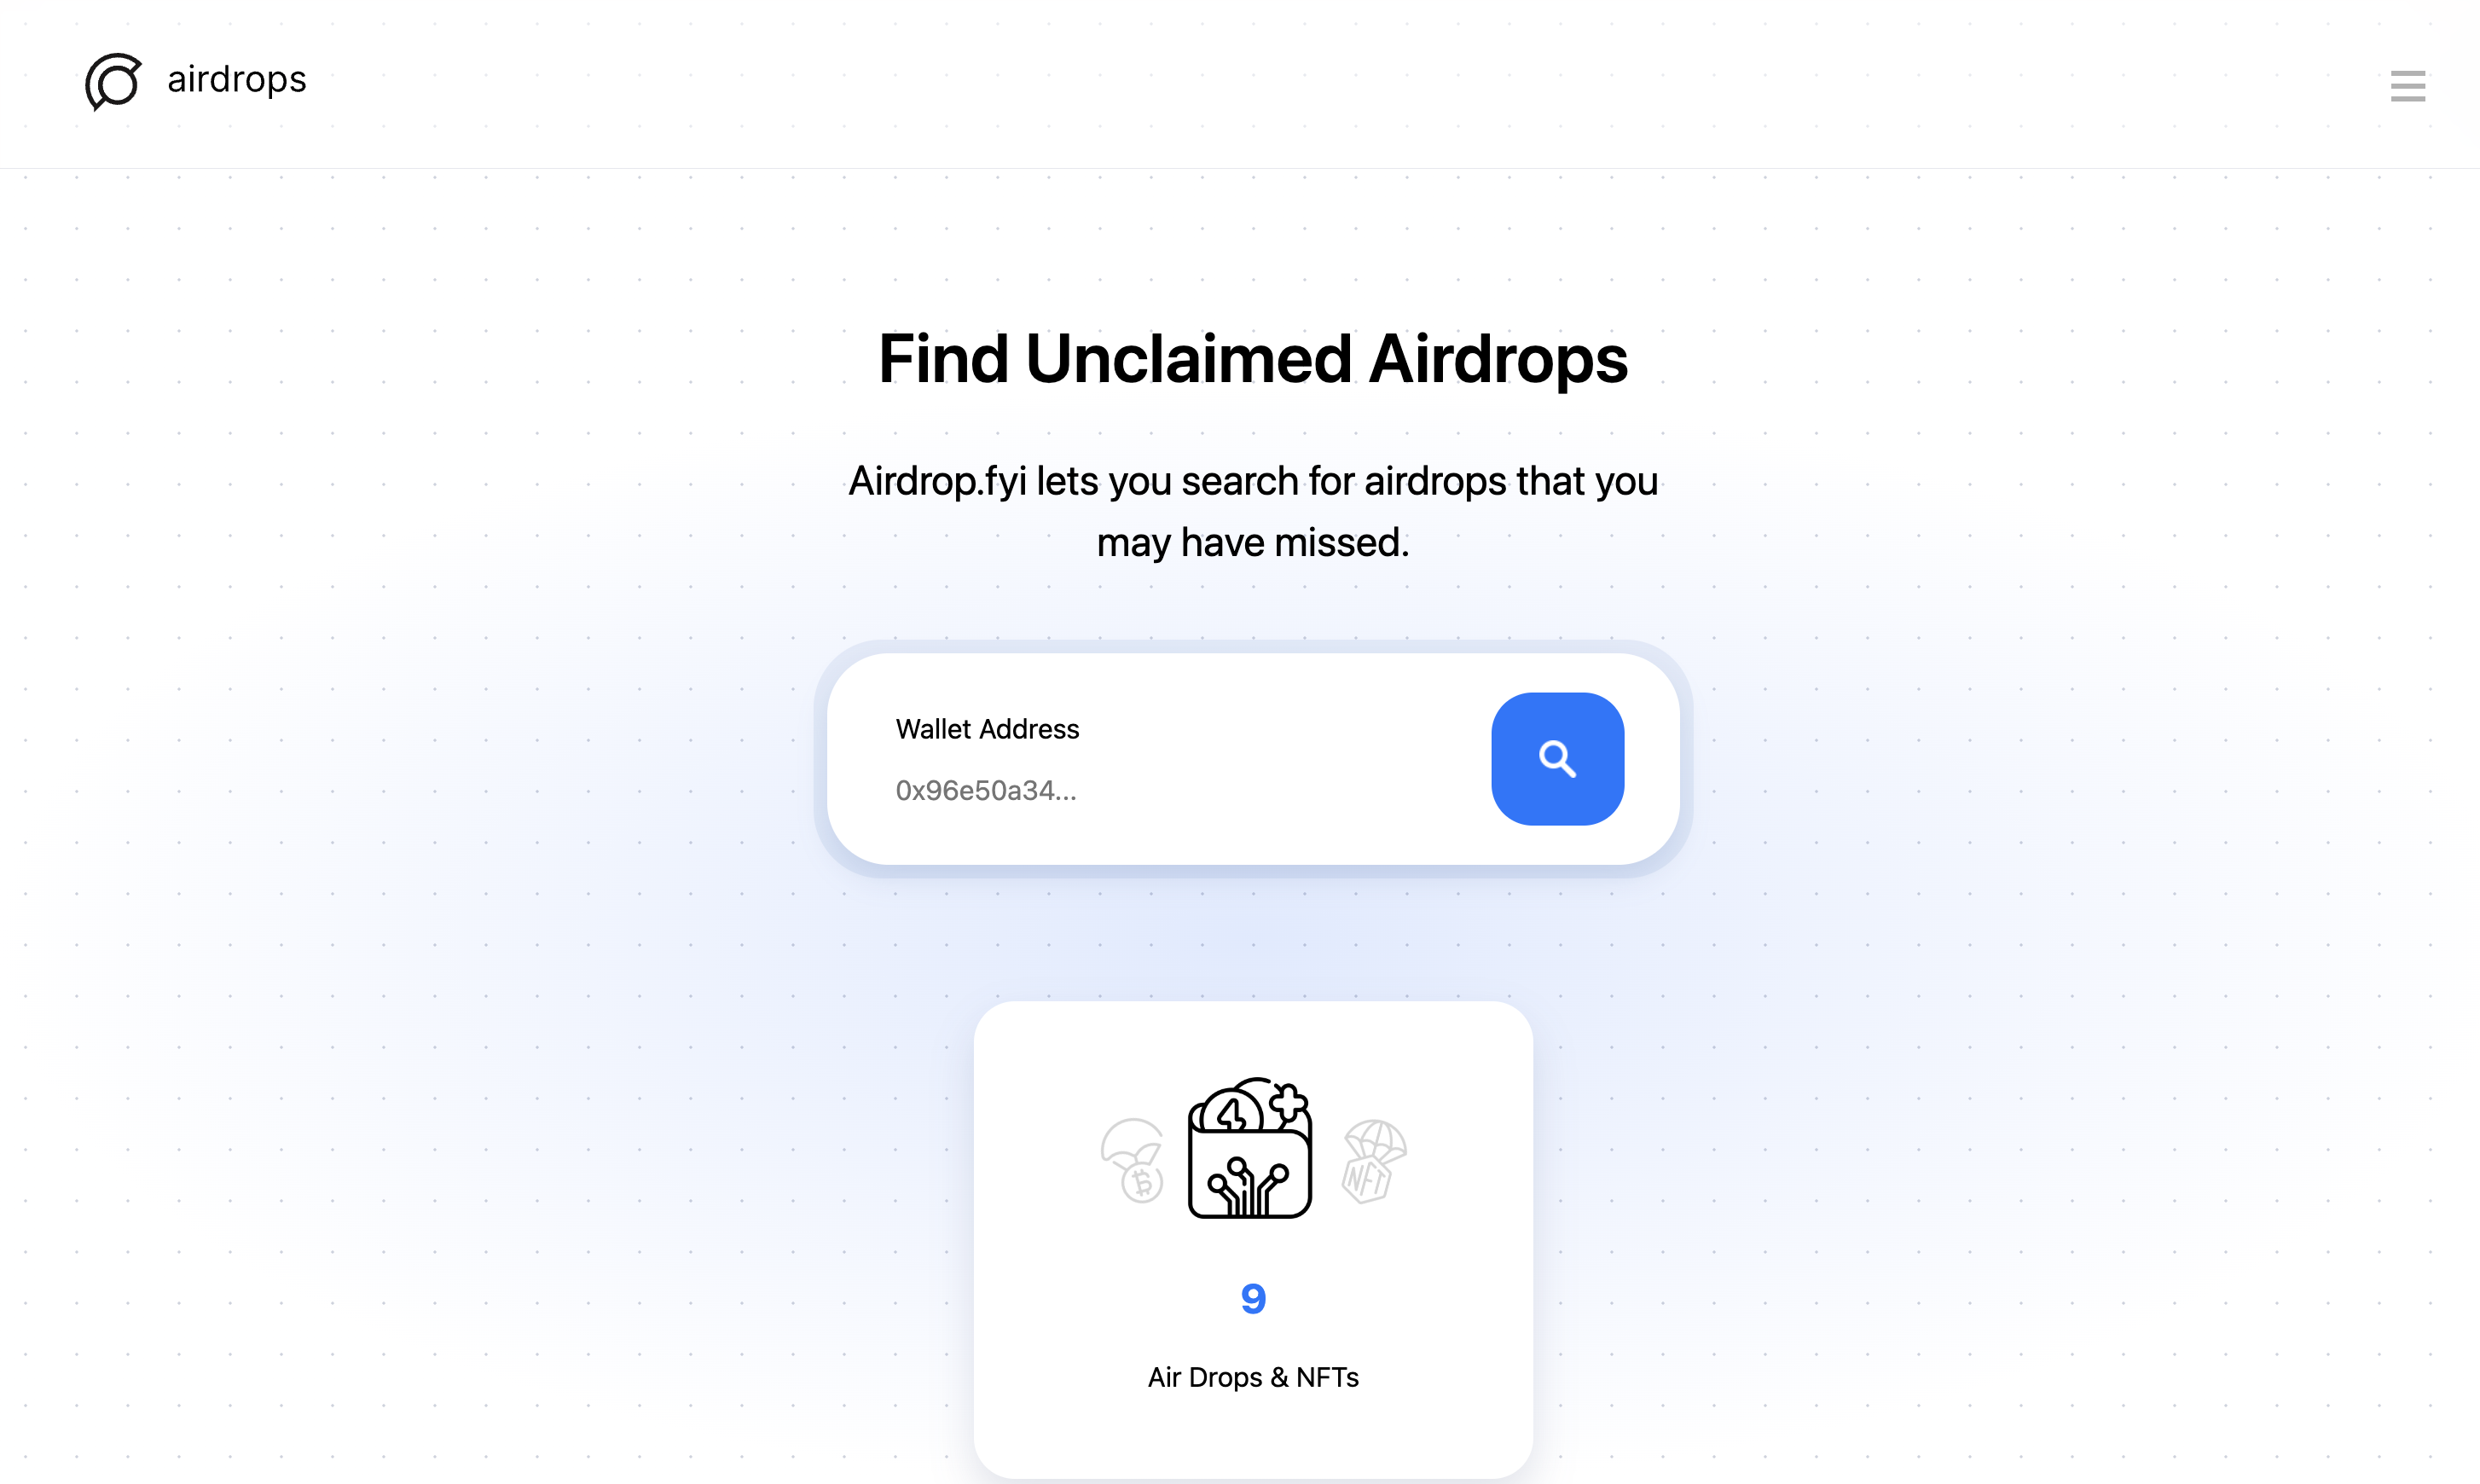 airdrops
Find Unclaimed Airdrops
Airdrop.fyi lets you search for airdrops that you
may have missed.
Wallet Address
0x96e50a34...
4
NFT
9
Air Drops & NFTs